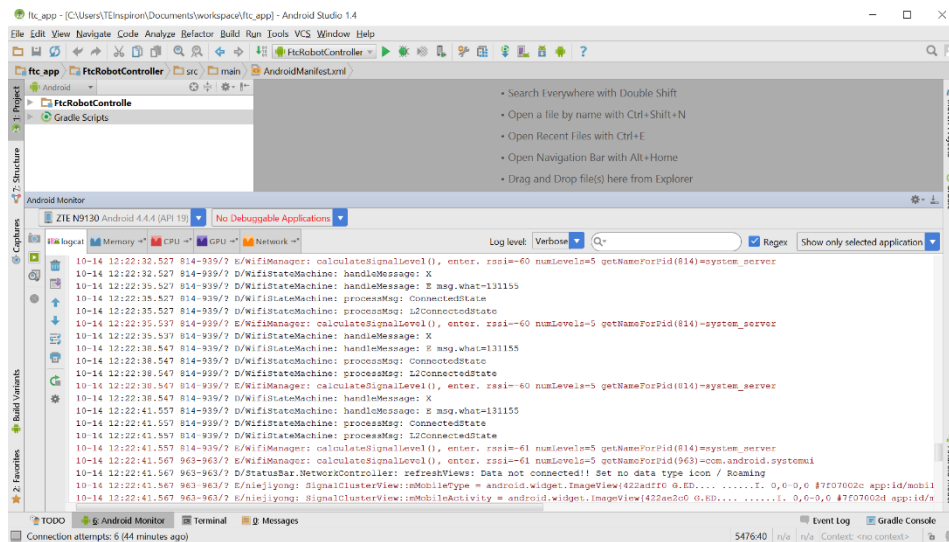 ftc_app - [C:\Users\TEInspiron\Documents\workspace\ftc_app] - Android Studio 1.4
File Edit View Navigate Code Analyze Refactor Build Run Tools VCS Window Help
FtcRobotController
ftc_app FtcRobotController src main AndroidManifest.xml
1: Project
Android
FtcRobotControlle
Gradle Scripts
• Search Everywhere with Double Shift
• Open a file by name with Ctrl+Shift+N
• Open Recent Files with Ctrl+E
• Open Navigation Bar with Alt+Home
• Drag and Drop file(s) here from Explorer
7: Structure
Captures
Build Variants
2: Favorites
Android Monitor
ZTE N9130 Android 4.4.4 (API 19) No Debuggable Applications
logcat Memory CPU GPU Network Log level: Verbose Regex Show only selected application
10-14 12:22:32.527 814-939/? E/WifiManager: calculateSignalLevel(), enter. rssi=-60 numLevels=5 getNameForPid(814)=system_server
10-14 12:22:32.527 814-939/? D/WifiStateMachine: handleMessage: X
10-14 12:22:35.527 814-939/? D/WifiStateMachine: handleMessage: E msg.what=131155
10-14 12:22:35.527 814-939/? D/WifiStateMachine: processMsg: ConnectedState
10-14 12:22:35.527 814-939/? D/WifiStateMachine: processMsg: L2ConnectedState
10-14 12:22:35.537 814-939/? E/WifiManager: calculateSignalLevel(), enter. rssi=-60 numLevels=5 getNameForPid(814)=system_server
10-14 12:22:35.537 814-939/? D/WifiStateMachine: handleMessage: X
10-14 12:22:38.547 814-939/? D/WifiStateMachine: handleMessage: E msg.what=131155
10-14 12:22:38.547 814-939/? D/WifiStateMachine: processMsg: ConnectedState
10-14 12:22:38.547 814-939/? D/WifiStateMachine: processMsg: L2ConnectedState
10-14 12:22:38.547 814-939/? E/WifiManager: calculateSignalLevel(), enter. rssi=-60 numLevels=5 getNameForPid(814)=system_server
10-14 12:22:38.547 814-939/? D/WifiStateMachine: handleMessage: X
10-14 12:22:41.557 814-939/? D/WifiStateMachine: handleMessage: E msg.what=131155
10-14 12:22:41.557 814-939/? D/WifiStateMachine: processMsg: ConnectedState
10-14 12:22:41.557 814-939/? D/WifiStateMachine: processMsg: L2ConnectedState
10-14 12:22:41.557 814-939/? E/WifiManager: calculateSignalLevel(), enter. rssi=-61 numLevels=5 getNameForPid(814)=system_server
10-14 12:22:41.567 963-963/? E/WifiManager: calculateSignalLevel(), enter. rssi=-61 numLevels=5 getNameForPid(963)=com.android.systemui
10-14 12:22:41.567 963-963/? D/StatusBar.NetworkController: refreshViews: Data not connected!! Set no data type icon / Roaming
10-14 12:22:41.567 963-963/? E/niejiyong: SignalClusterView::mMobileType = android.widget.ImageView{422adff0 G.ED.... ......I. 0,0-0,0 #7f07002c app:id/mobil
10-14 12:22:41.567 963-963/? E/niejiyong: SignalClusterView::mMobileActivity = android.widget.ImageView{422ae2c0 G.ED.... ......I. 0,0-0,0 #7f07002d app:id/m
TODO 6: Android Monitor Terminal 0: Messages Event Log Gradle Console
Connection attempts: 6 (44 minutes ago) 5476:40 n/a n/a Context: <no context>